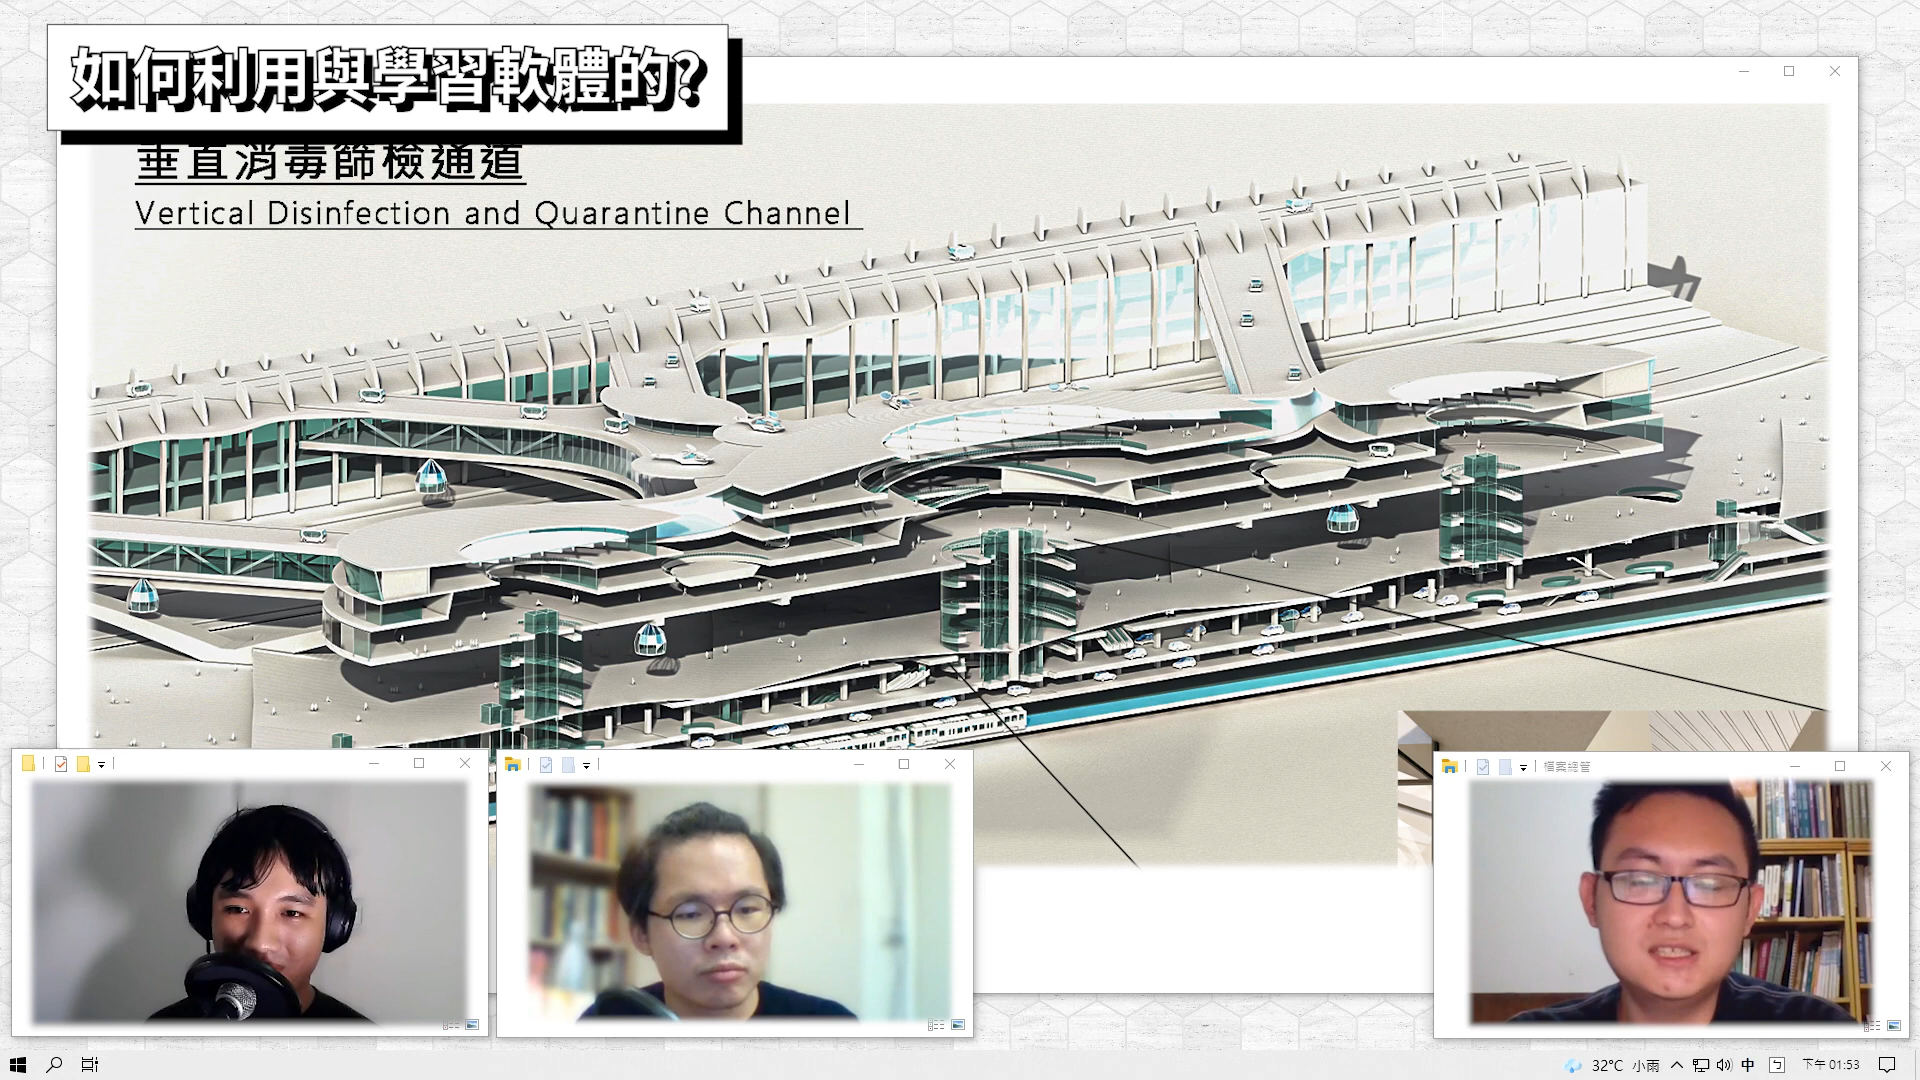 如何利用與學習軟體的?
垂直消毒篩檢通道
Vertical Disinfection and Quarantine Channel
檔案總管
32°C 小雨 中 ㄅ 下午 01:53